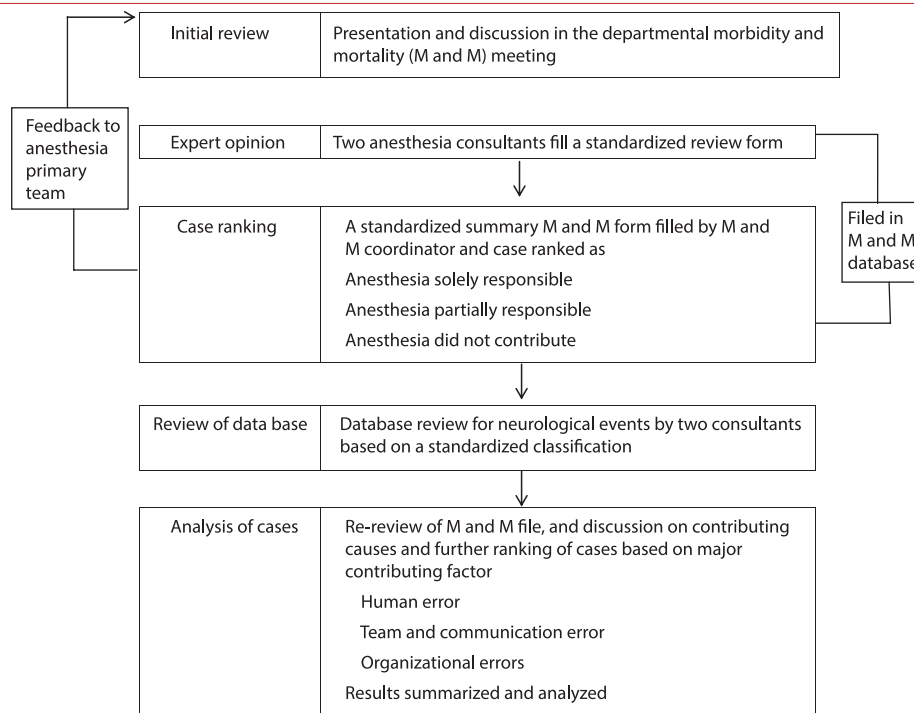 Initial review
Presentation and discussion in the departmental morbidity and
mortality (M and M) meeting
Feedback to
anesthesia
primary
team
Expert opinion
Two anesthesia consultants fill a standardized review form
Case ranking
A standardized summary M and M form filled by M and
M coordinator and case ranked as
Anesthesia solely responsible
Anesthesia partially responsible
Anesthesia did not contribute
Filed in
M and M
database
Review of data base
Database review for neurological events by two consultants
based on a standardized classification
Analysis of cases
Re-review of M and M file, and discussion on contributing
causes and further ranking of cases based on major
contributing factor
Human error
Team and communication error
Organizational errors
Results summarized and analyzed